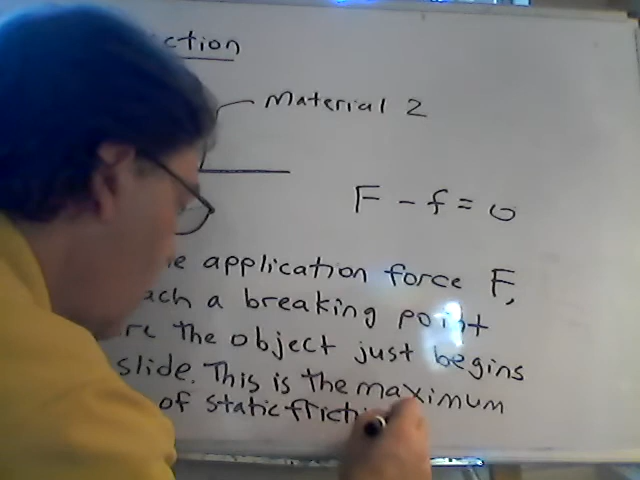 ction
Material 2
F - f = 0
e application force F,
ach a breaking point
re the object just begins
slide. This is the maximum
of static fricti